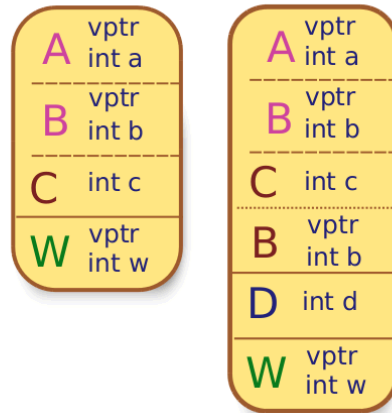 A vptr
int a
B vptr
int b
C int c
W vptr
int w
A vptr
int a
B vptr
int b
C int c
B vptr
int b
D int d
W vptr
int w